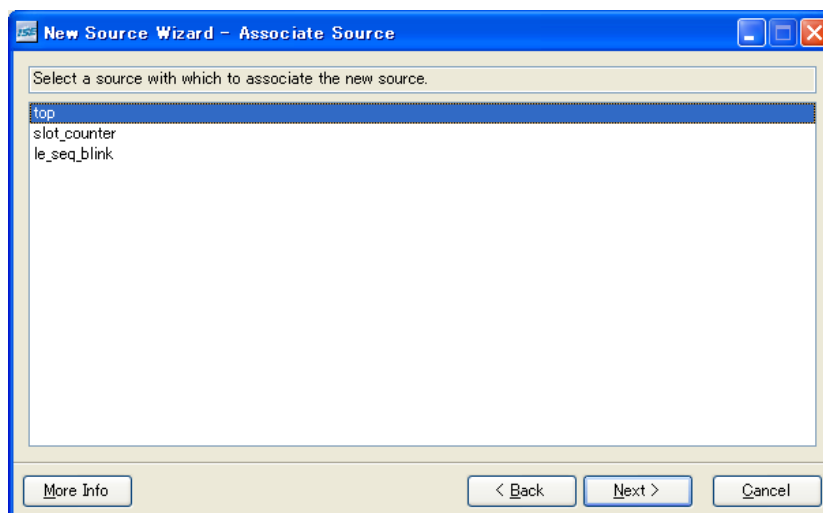 ISE New Source Wizard - Associate Source
Select a source with which to associate the new source.
top
slot_counter
le_seq_blink
More Info
< Back
Next >
Cancel